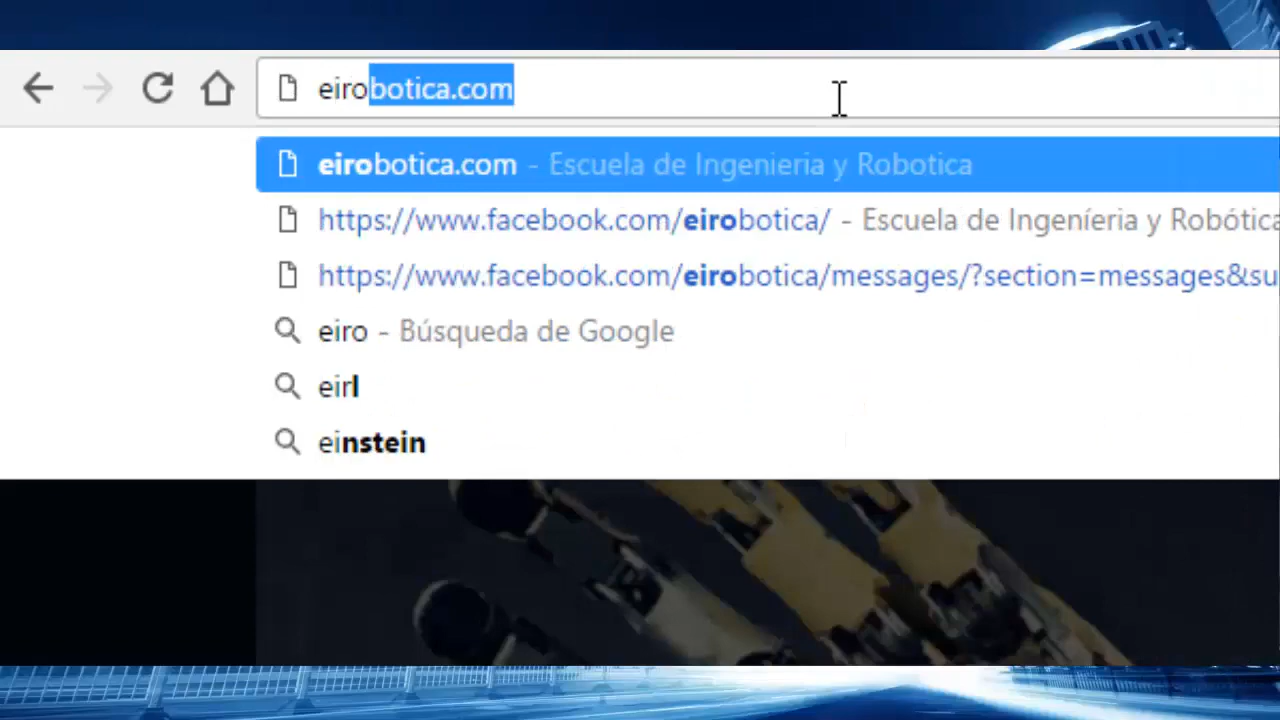 eirobotica.com
eirobotica.com - Escuela de Ingenieria y Robotica
https://www.facebook.com/eirobotica/ - Escuela de Ingeníeria y Robótica
https://www.facebook.com/eirobotica/messages/?section=messages&su
eiro - Búsqueda de Google
eirl
einstein